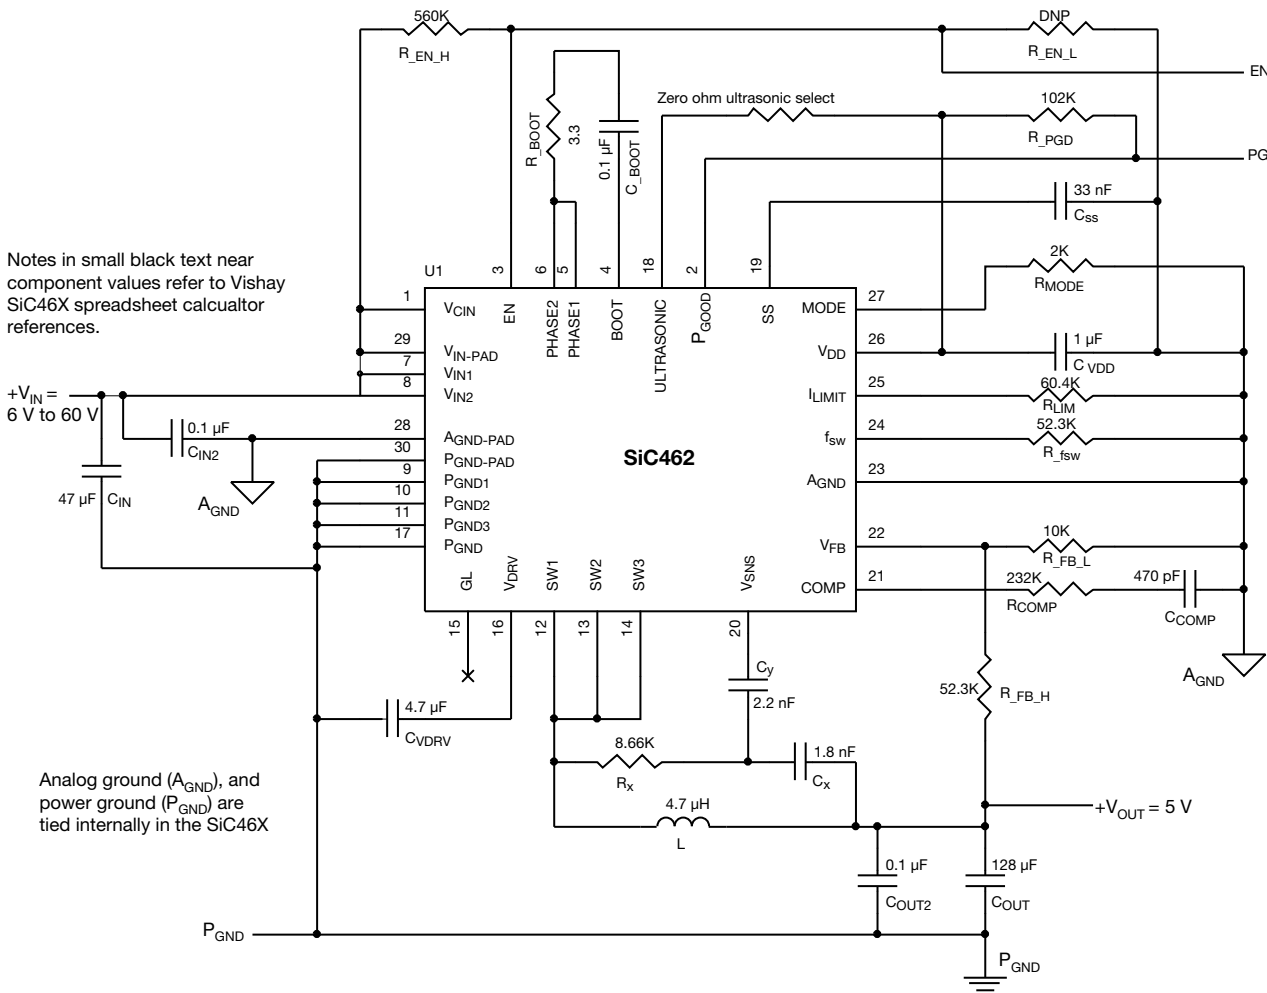 560K
R_EN_H
DNP
R_EN_L
EN
Zero ohm ultrasonic select
102K
R_PGD
PG
R_BOOT
3.3
0.1 µF
C_BOOT
33 nF
Css
2K
RMODE
Notes in small black text near
component values refer to Vishay
SiC46X spreadsheet calcualtor
references.
U1
3
6
5
4
18
2
19
EN
PHASE2
PHASE1
BOOT
ULTRASONIC
PGOOD
SS
1
VCIN
29
VIN-PAD
7
VIN1
8
VIN2
28
AGND-PAD
30
PGND-PAD
9
PGND1
10
PGND2
11
PGND3
17
PGND
27
MODE
26
VDD
25
ILIMIT
24
fsw
23
AGND
22
VFB
21
COMP
SiC462
+VIN =
6 V to 60 V
0.1 µF
CIN2
47 µF
CIN
AGND
1 µF
C VDD
60.4K
RLIM
52.3K
R_fsw
10K
R_FB_L
232K
RCOMP
470 pF
CCOMP
AGND
GL
VDRV
SW1
SW2
SW3
VSNS
15
16
12
13
14
20
4.7 µF
CVDRV
Cy
2.2 nF
52.3K
R_FB_H
8.66K
Rx
1.8 nF
Cx
4.7 µH
L
+VOUT = 5 V
Analog ground (AGND), and
power ground (PGND) are
tied internally in the SiC46X
0.1 µF
COUT2
128 µF
COUT
PGND
PGND